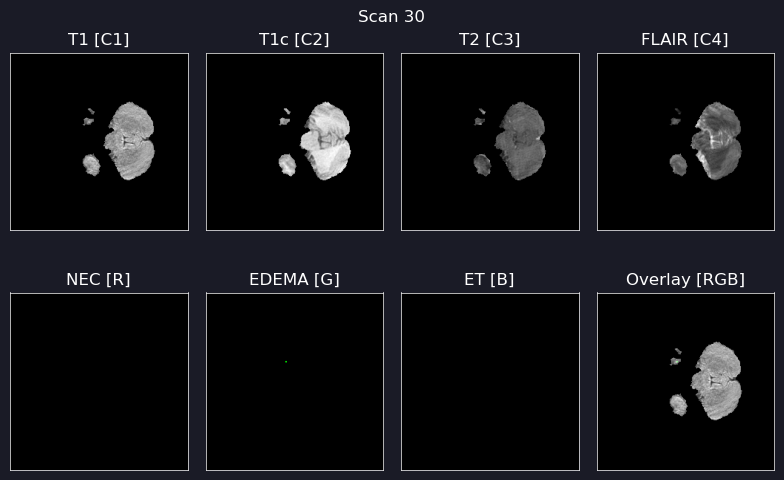 Scan 30
T1 [C1]
T1c [C2]
T2 [C3]
FLAIR [C4]
NEC [R]
EDEMA [G]
ET [B]
Overlay [RGB]